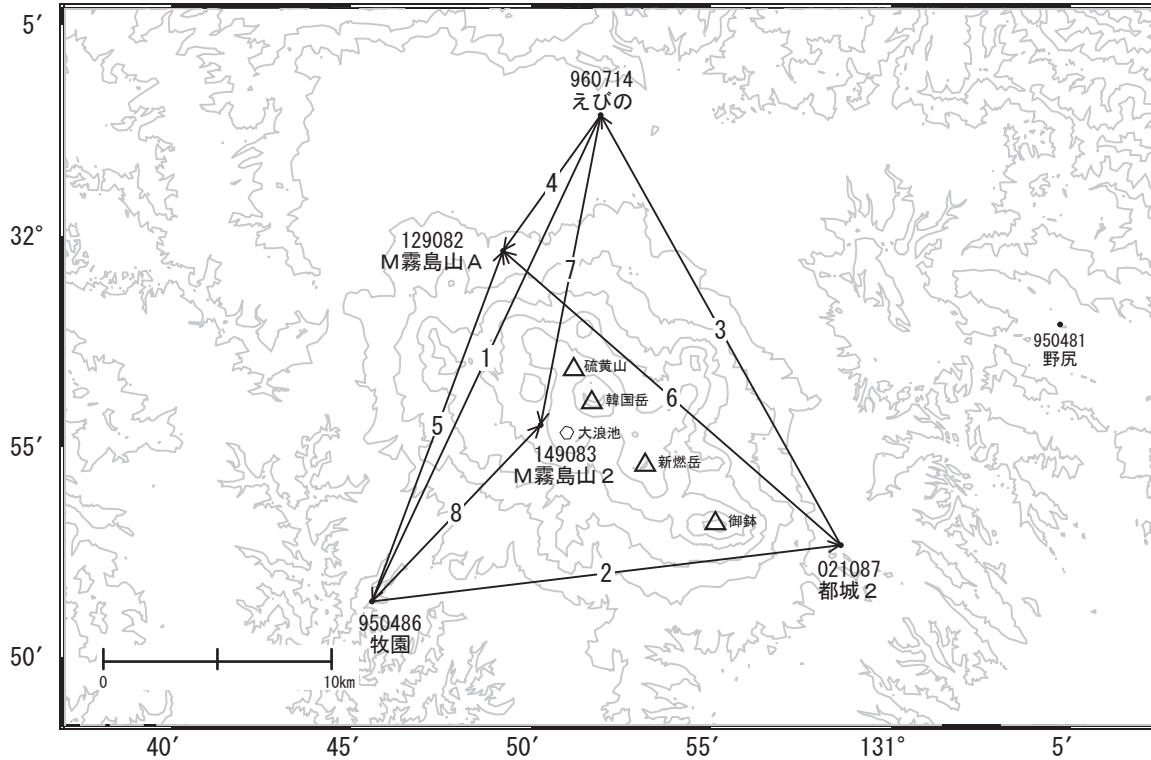 5′
960714
えびの
4
32°
129082
M霧島山A
7
3
950481
野尻
硫黄山
1
韓国岳
6
5
大浪池
55′
149083
M霧島山2
新燃岳
8
御鉢
2
021087
都城2
950486
牧園
50′
0
10km
40′
45′
50′
55′
131°
5′